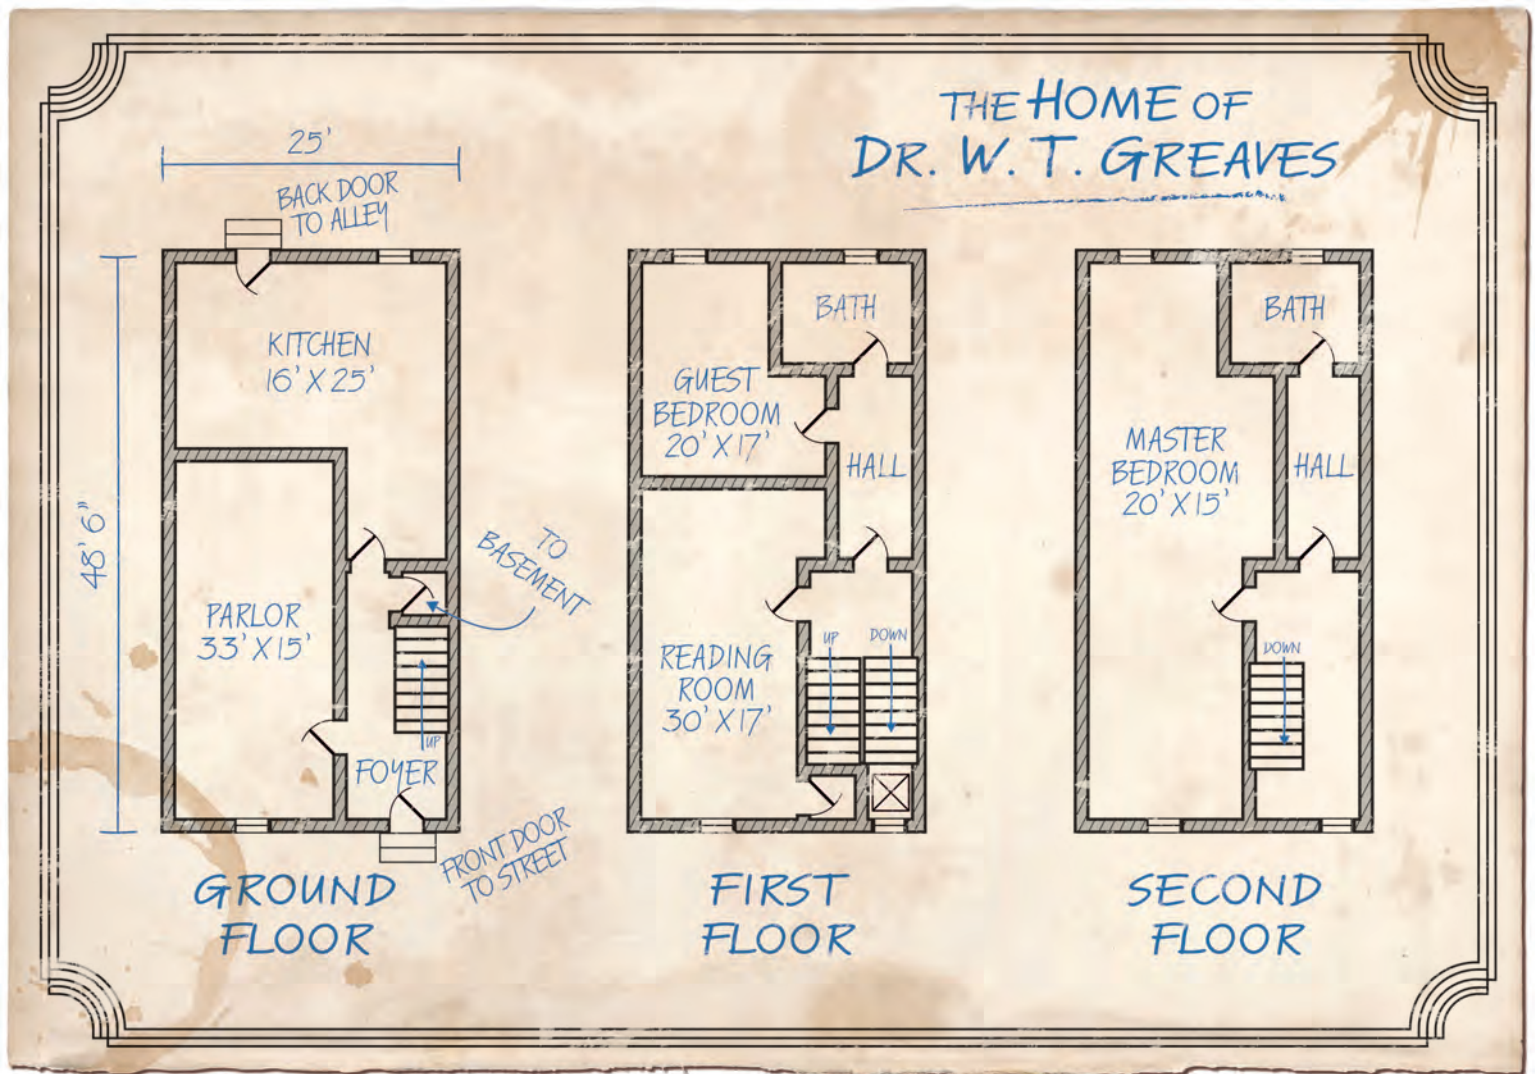 THE HOME OF
DR. W. T. GREAVES
25'
BACK DOOR
TO ALLEY
48' 6"
KITCHEN
16' X 25'
PARLOR
33' X 15'
TO
BASEMENT
UP
FOYER
FRONT DOOR
TO STREET
GROUND
FLOOR
BATH
GUEST
BEDROOM
20' X 17'
HALL
READING
ROOM
30' X 17'
UP
DOWN
FIRST
FLOOR
BATH
MASTER
BEDROOM
20' X 15'
HALL
DOWN
SECOND
FLOOR